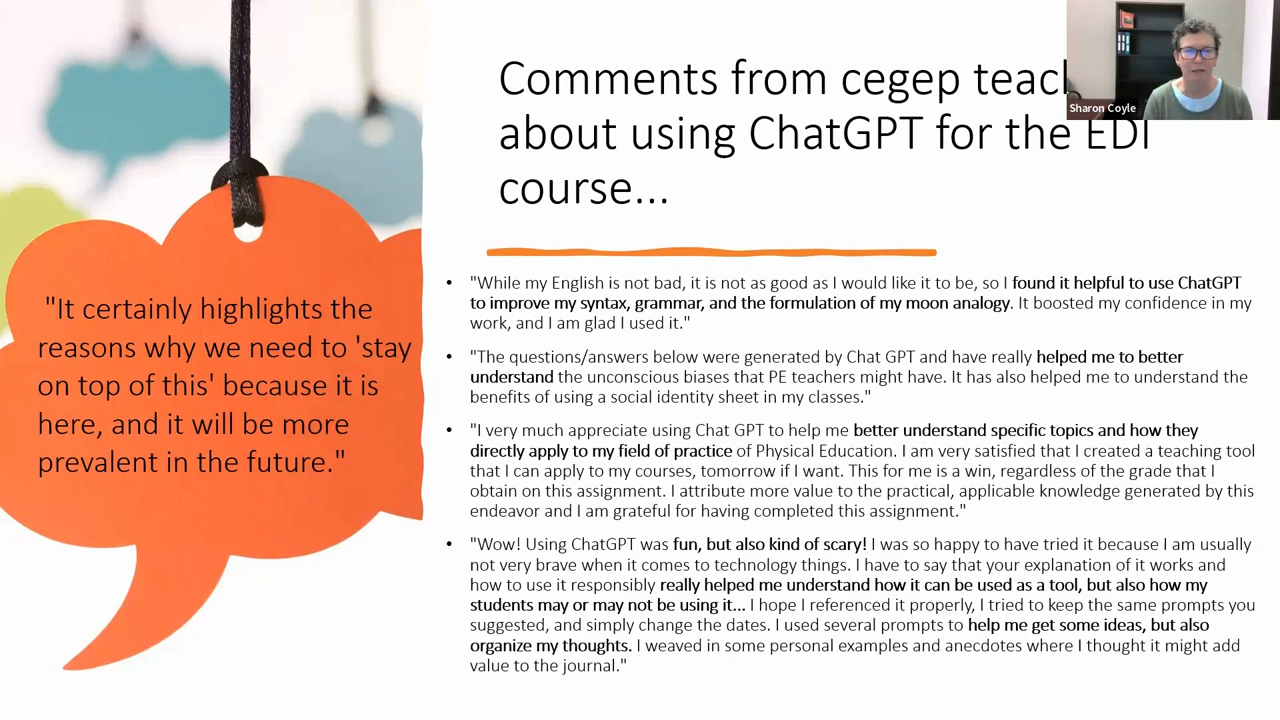 Comments from cegep teach
about using ChatGPT for the EDI
course...
Sharon Coyle
"It certainly highlights the
reasons why we need to 'stay
on top of this' because it is
here, and it will be more
prevalent in the future."
• "While my English is not bad, it is not as good as I would like it to be, so I found it helpful to use ChatGPT
to improve my syntax, grammar, and the formulation of my moon analogy. It boosted my confidence in my
work, and I am glad I used it."
• "The questions/answers below were generated by Chat GPT and have really helped me to better
understand the unconscious biases that PE teachers might have. It has also helped me to understand the
benefits of using a social identity sheet in my classes."
• "I very much appreciate using Chat GPT to help me better understand specific topics and how they
directly apply to my field of practice of Physical Education. I am very satisfied that I created a teaching tool
that I can apply to my courses, tomorrow if I want. This for me is a win, regardless of the grade that I
obtain on this assignment. I attribute more value to the practical, applicable knowledge generated by this
endeavor and I am grateful for having completed this assignment."
• "Wow! Using ChatGPT was fun, but also kind of scary! I was so happy to have tried it because I am usually
not very brave when it comes to technology things. I have to say that your explanation of it works and
how to use it responsibly really helped me understand how it can be used as a tool, but also how my
students may or may not be using it... I hope I referenced it properly, I tried to keep the same prompts you
suggested, and simply change the dates. I used several prompts to help me get some ideas, but also
organize my thoughts. I weaved in some personal examples and anecdotes where I thought it might add
value to the journal."